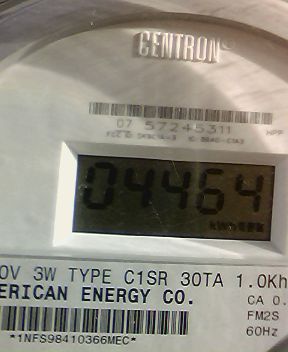 CENTRON®
07 57245311
04464
0V 3W TYPE C1SR 30TA 1.0Kh
ERICAN ENERGY CO.
CA 0.
FM2S
*1NFS98410366MEC*
60Hz